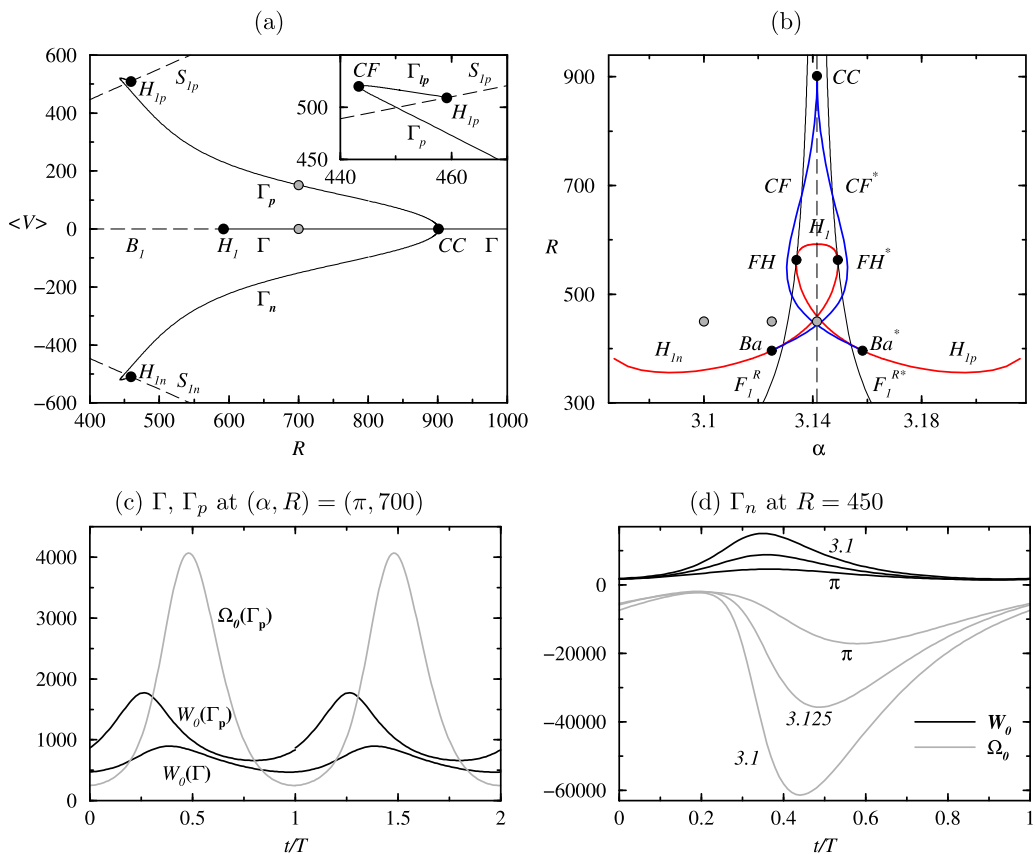 (a)
600
400
200
0
−200
−400
−600
<V>
400
500
600
700
800
900
1000
R
S1p
H1p
Γp
B1
H1
Γ
CC
Γ
Γn
H1n
S1n
CF
Γlp
S1p
H1p
Γp
500
450
440
460
(b)
900
700
500
300
R
3.1
3.14
3.18
α
CC
CF
CF*
H1
FH
FH*
Ba
Ba*
H1n
H1p
F1R
F1R*
(c) Γ, Γp at (α, R) = (π, 700)
4000
3000
2000
1000
0
0
0.5
1
1.5
2
t/T
Ω0(Γp)
W0(Γp)
W0(Γ)
(d) Γn at R = 450
0
−20000
−40000
−60000
0
0.2
0.4
0.6
0.8
1
t/T
3.1
π
π
3.125
3.1
W0
Ω0